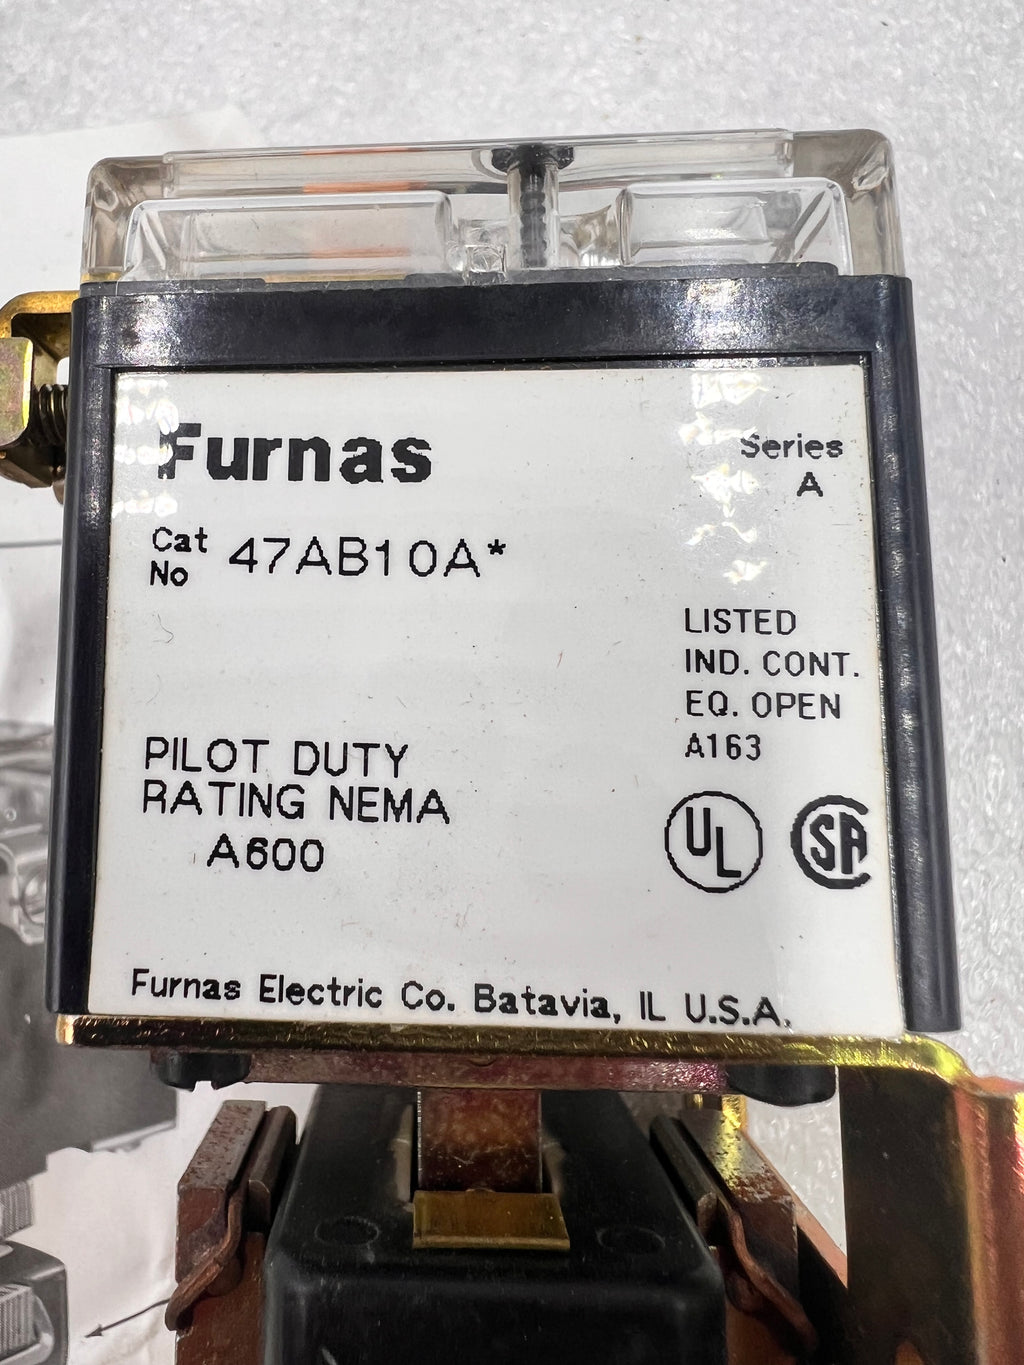 Furnas
Series
A
Cat
No
47AB10A*
LISTED
IND. CONT.
EQ. OPEN
A163
PILOT DUTY
RATING NEMA
A600
UL
SA
Furnas Electric Co. Batavia, IL U.S.A.